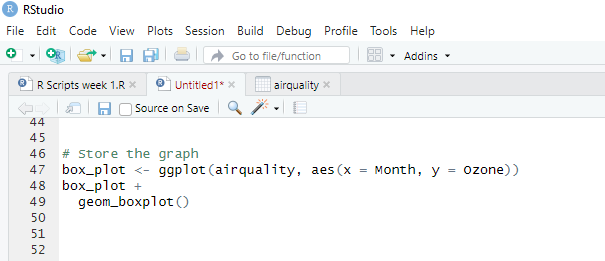 RStudio
File Edit Code View Plots Session Build Debug Profile Tools Help
Go to file/function Addins
R Scripts week 1.R Untitled1* airquality
Source on Save
44
45
46 # Store the graph
47 box_plot <- ggplot(airquality, aes(x = Month, y = Ozone))
48 box_plot +
49 geom_boxplot()
50
51
52